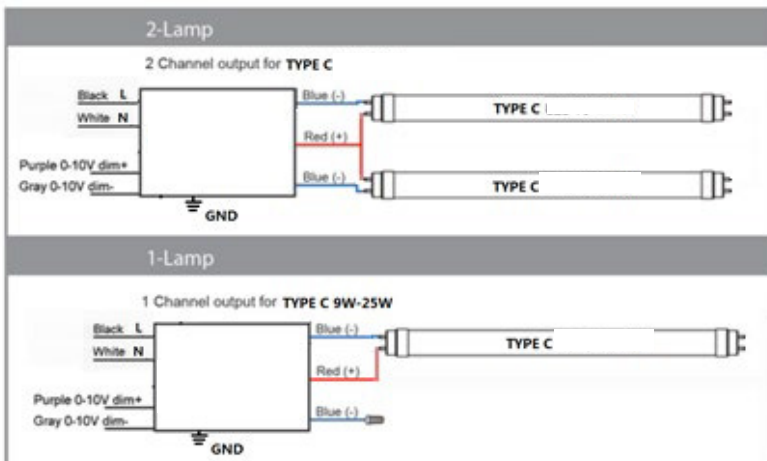 2-Lamp
2 Channel output for TYPE C
Black L
White N
Purple 0-10V dim+
Gray 0-10V dim-
GND
Blue (-)
Red (+)
Blue (-)
TYPE C
TYPE C
1-Lamp
1 Channel output for TYPE C 9W-25W
Black L
White N
Purple 0-10V dim+
Gray 0-10V dim-
GND
Blue (-)
Red (+)
Blue (-)
TYPE C